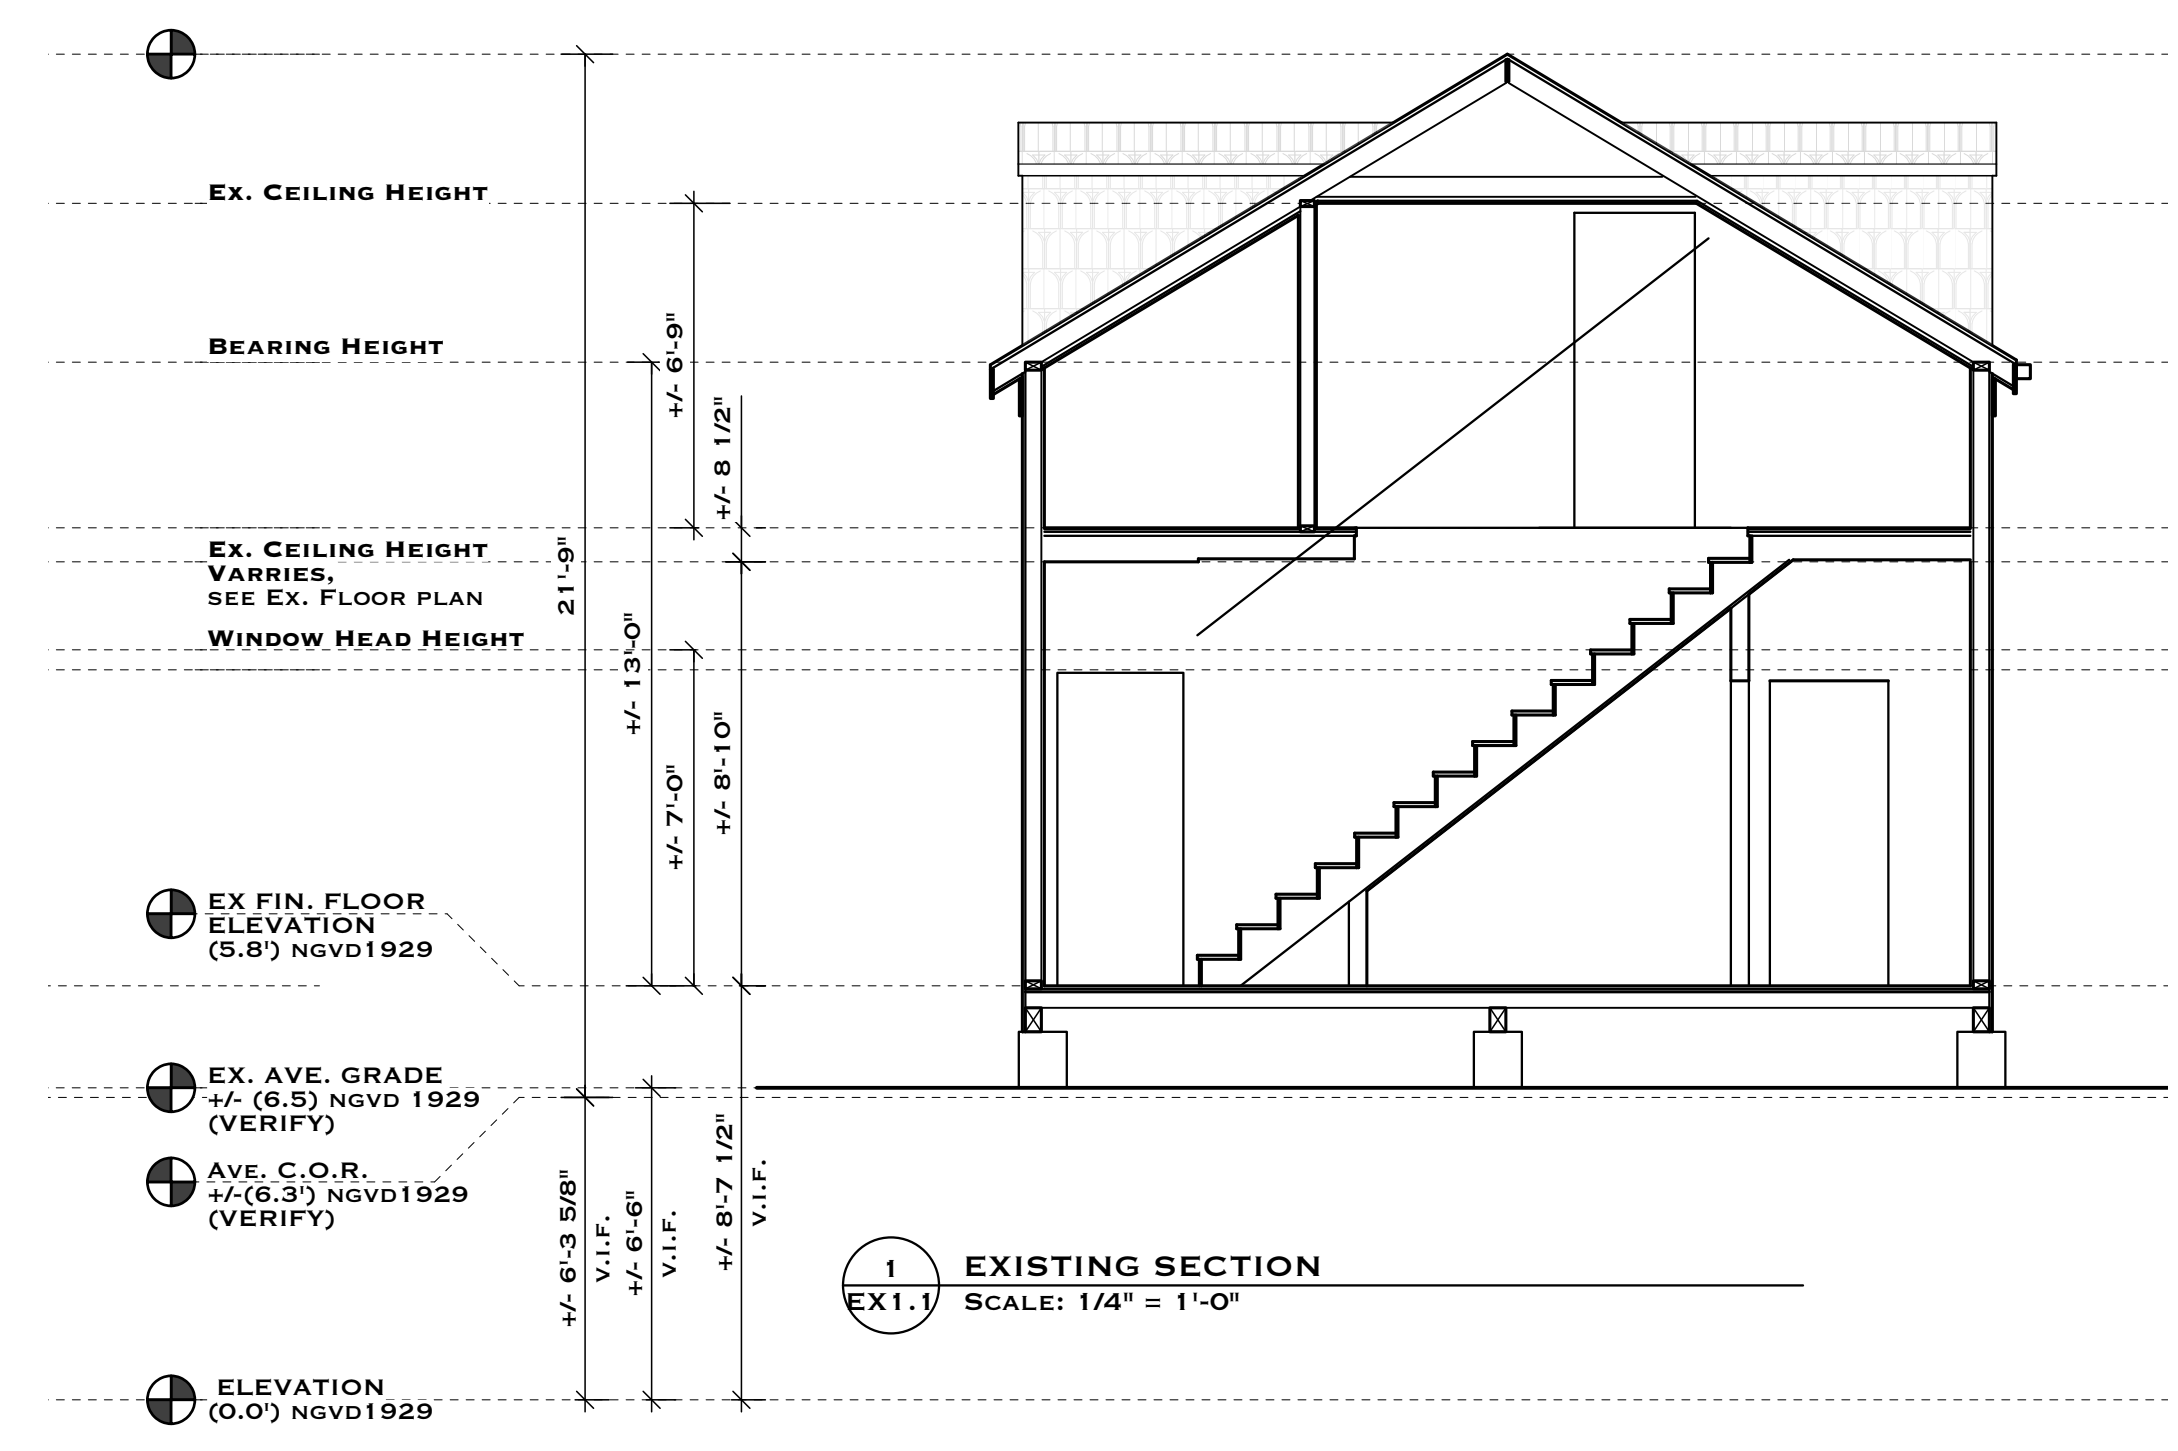 Ex. Ceiling Height
Bearing Height
Ex. Ceiling Height
Varries,
see Ex. Floor plan
Window Head Height
EX FIN. FLOOR
ELEVATION
(5.8') NGVD1929
EX. AVE. GRADE
+/- (6.5) NGVD 1929
(VERIFY)
Ave. C.O.R.
+/-(6.3') NGVD1929
(VERIFY)
ELEVATION
(0.0') NGVD1929
21'-9"
+/- 13'-0"
+/- 6'-9"
+/- 7'-0"
+/- 8 1/2"
+/- 8'-10"
+/- 6'-3 5/8"
V.I.F.
+/- 6'-6"
V.I.F.
+/- 8'-7 1/2"
V.I.F.
1
EX1.1
EXISTING SECTION
Scale: 1/4" = 1'-0"